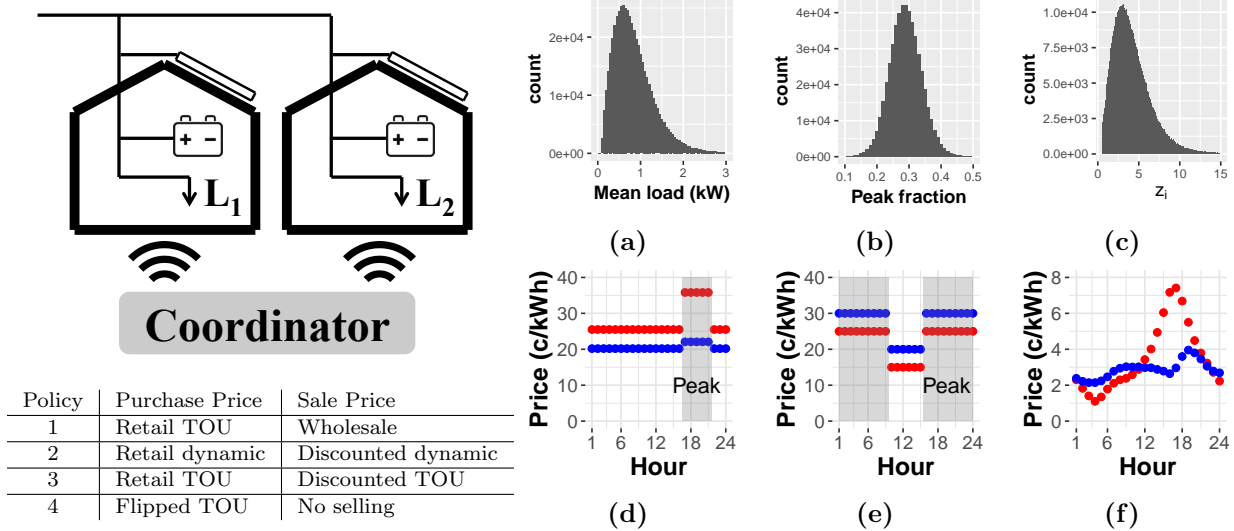 L1
L2
Coordinator
Policy Purchase Price Sale Price
1 Retail TOU Wholesale
2 Retail dynamic Discounted dynamic
3 Retail TOU Discounted TOU
4 Flipped TOU No selling
count
2e+04
1e+04
0e+00
0 1 2 3
Mean load (kW)
(a)
count
4e+04
3e+04
2e+04
1e+04
0e+00
0.1 0.2 0.3 0.4 0.5
Peak fraction
(b)
count
1.0e+04
7.5e+03
5.0e+03
2.5e+03
0.0e+00
0 5 10 15
zi
(c)
Price (c/kWh)
40
30
20
10
0
Peak
1 6 12 18 24
Hour
(d)
Price (c/kWh)
40
30
20
10
0
Peak
1 6 12 18 24
Hour
(e)
Price (c/kWh)
8
6
4
2
0
1 6 12 18 24
Hour
(f)